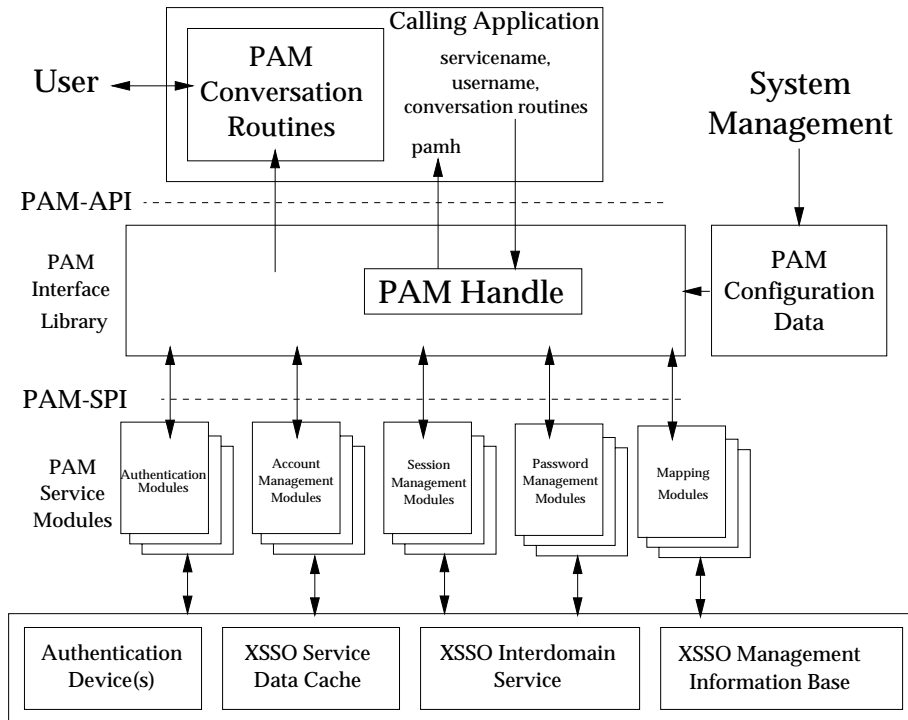 Calling Application
PAM
Conversation
Routines
servicename,
username,
conversation routines
pamh
User
System
Management
PAM-API
PAM
Interface
Library
PAM Handle
PAM
Configuration
Data
PAM-SPI
PAM
Service
Modules
Authentication
Modules
Account
Management
Modules
Session
Management
Modules
Password
Management
Modules
Mapping
Modules
Authentication
Device(s)
XSSO Service
Data Cache
XSSO Interdomain
Service
XSSO Management
Information Base